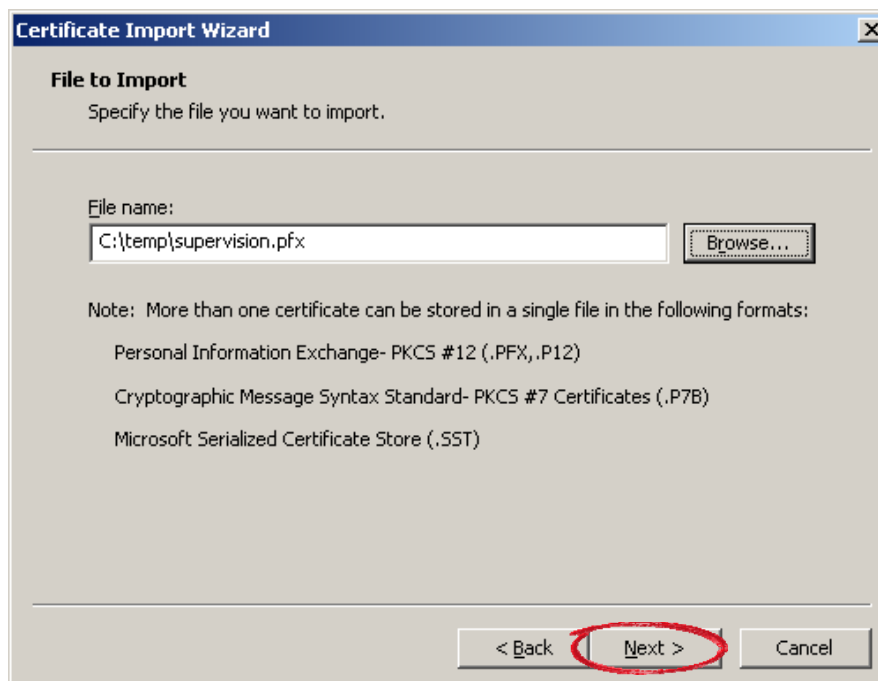 Certificate Import Wizard
File to Import
Specify the file you want to import.
File name:
C:\temp\supervision.pfx
Browse...
Note: More than one certificate can be stored in a single file in the following formats:
Personal Information Exchange- PKCS #12 (.PFX,.P12)
Cryptographic Message Syntax Standard- PKCS #7 Certificates (.P7B)
Microsoft Serialized Certificate Store (.SST)
< Back
Next >
Cancel